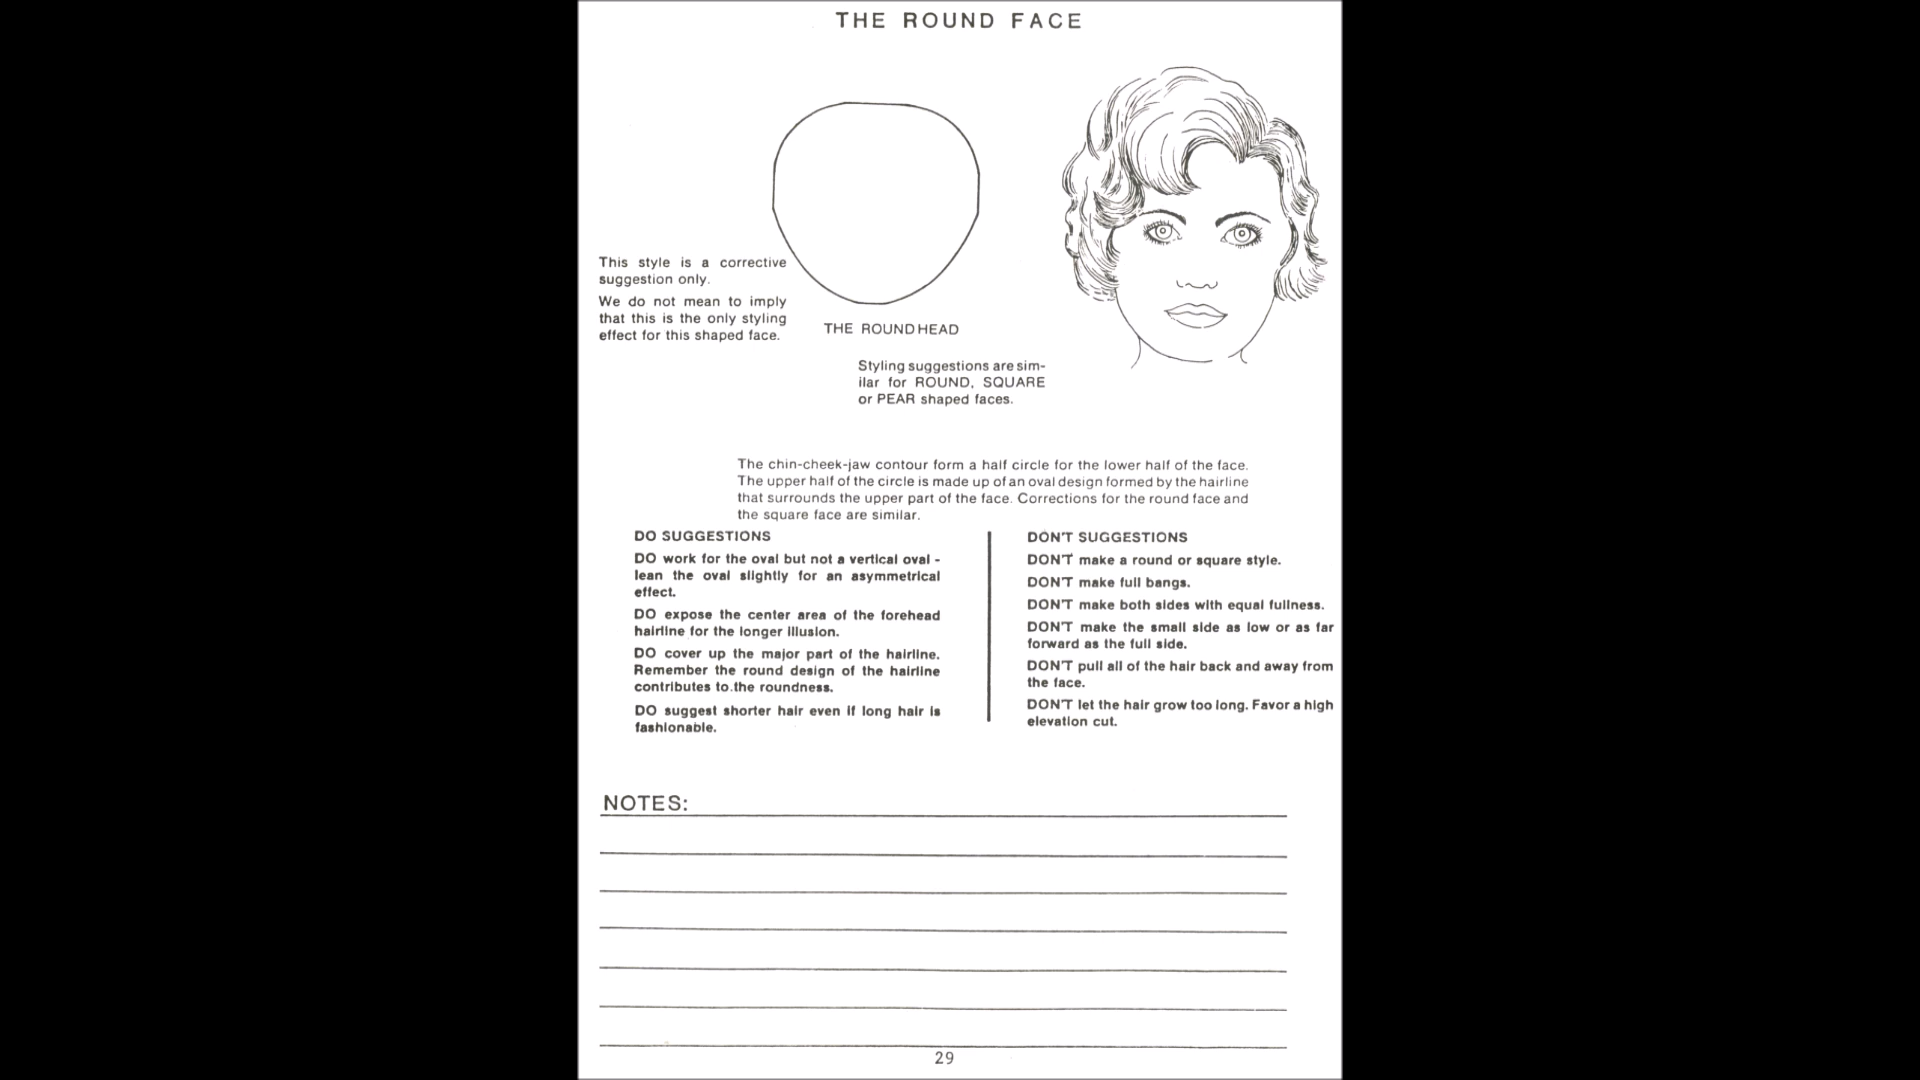 THE ROUND FACE
This style is a corrective
suggestion only.
We do not mean to imply
that this is the only styling
effect for this shaped face.
THE ROUND HEAD
Styling suggestions are sim-
ilar for ROUND, SQUARE
or PEAR shaped faces.
The chin-cheek-jaw contour form a half circle for the lower half of the face.
The upper half of the circle is made up of an oval design formed by the hairline
that surrounds the upper part of the face. Corrections for the round face and
the square face are similar.
DO SUGGESTIONS
DO work for the oval but not a vertical oval -
lean the oval slightly for an asymmetrical
effect.
DO expose the center area of the forehead
hairline for the longer illusion.
DO cover up the major part of the hairline.
Remember the round design of the hairline
contributes to the roundness.
DO suggest shorter hair even if long hair is
fashionable.
DON'T SUGGESTIONS
DON'T make a round or square style.
DON'T make full bangs.
DON'T make both sides with equal fullness.
DON'T make the small side as low or as far
forward as the full side.
DON'T pull all of the hair back and away from
the face.
DON'T let the hair grow too long. Favor a high
elevation cut.
NOTES:
29